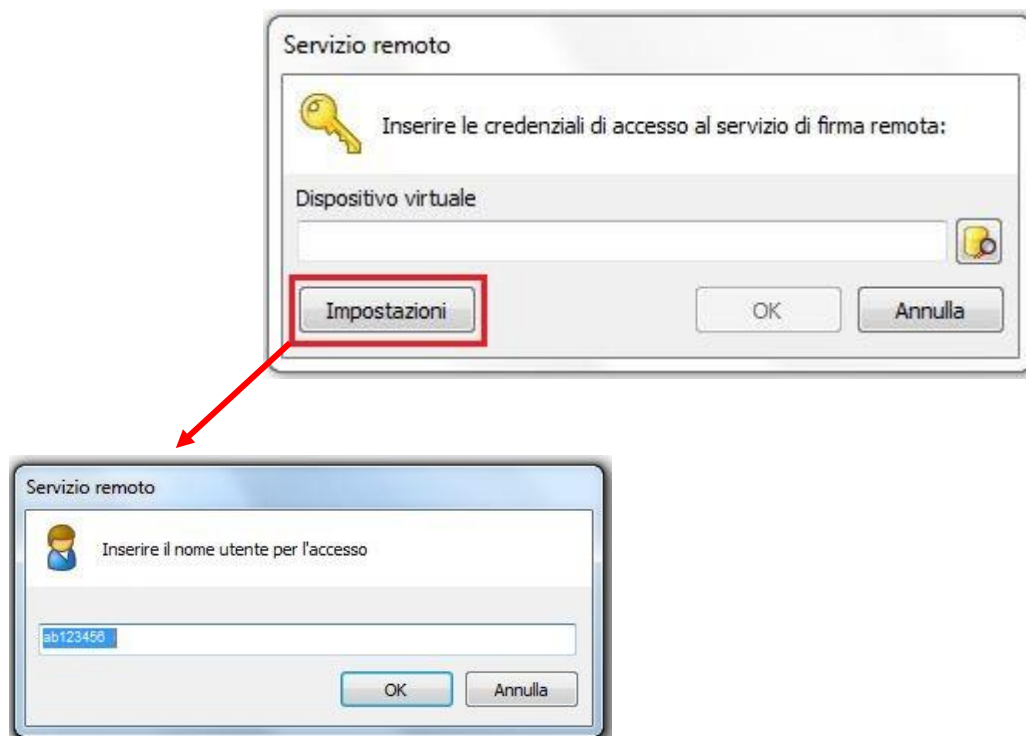 Servizio remoto
Inserire le credenziali di accesso al servizio di firma remota:
Dispositivo virtuale
Impostazioni OK Annulla
Servizio remoto
Inserire il nome utente per l'accesso
ab123456
OK Annulla